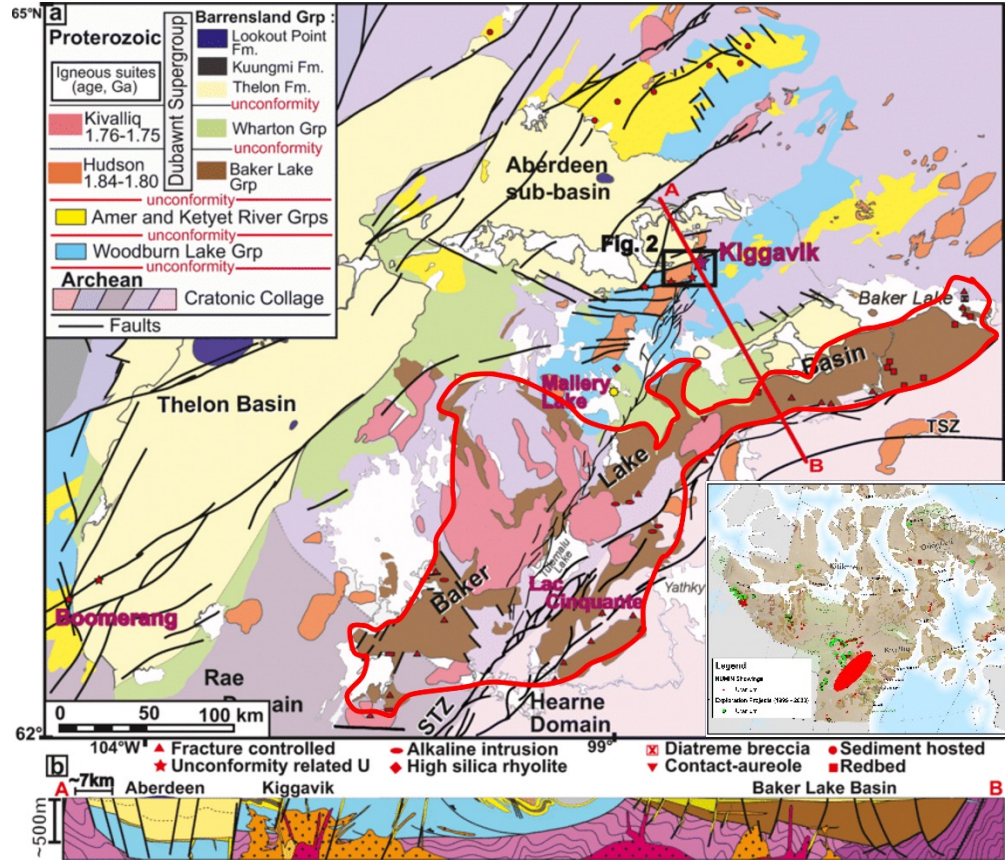 65°N
a
Proterozoic
Igneous suites
(age, Ga)
Kivalliq
1.76-1.75
Hudson
1.84-1.80
Dubawnt Supergroup
Barrensland Grp :
Lookout Point
Fm.
Kuungmi Fm.
Thelon Fm.
unconformity
Wharton Grp
unconformity
Baker Lake
Grp
unconformity
Amer and Ketyet River Grps
unconformity
Woodburn Lake Grp
unconformity
Archean
Cratonic Collage
Faults
Aberdeen
sub-basin
A
Fig. 2
Kiggavik
Baker Lake
Basin
Mallery
Lake
Thelon Basin
Lake
TSZ
B
Baker
Lac
Cinquante
Yathky
Boomerang
Rae
STZ
Hearne
Domain
0 50 100 km
62°
104°W
99°
Legend
NUMIN Showings
Uranium
Uranium
Fracture controlled
Alkaline intrusion
Diatreme breccia
Sediment hosted
Unconformity related U
High silica rhyolite
Contact-aureole
Redbed
b
A
~7km
Aberdeen
Kiggavik
Baker Lake Basin
B
~500m